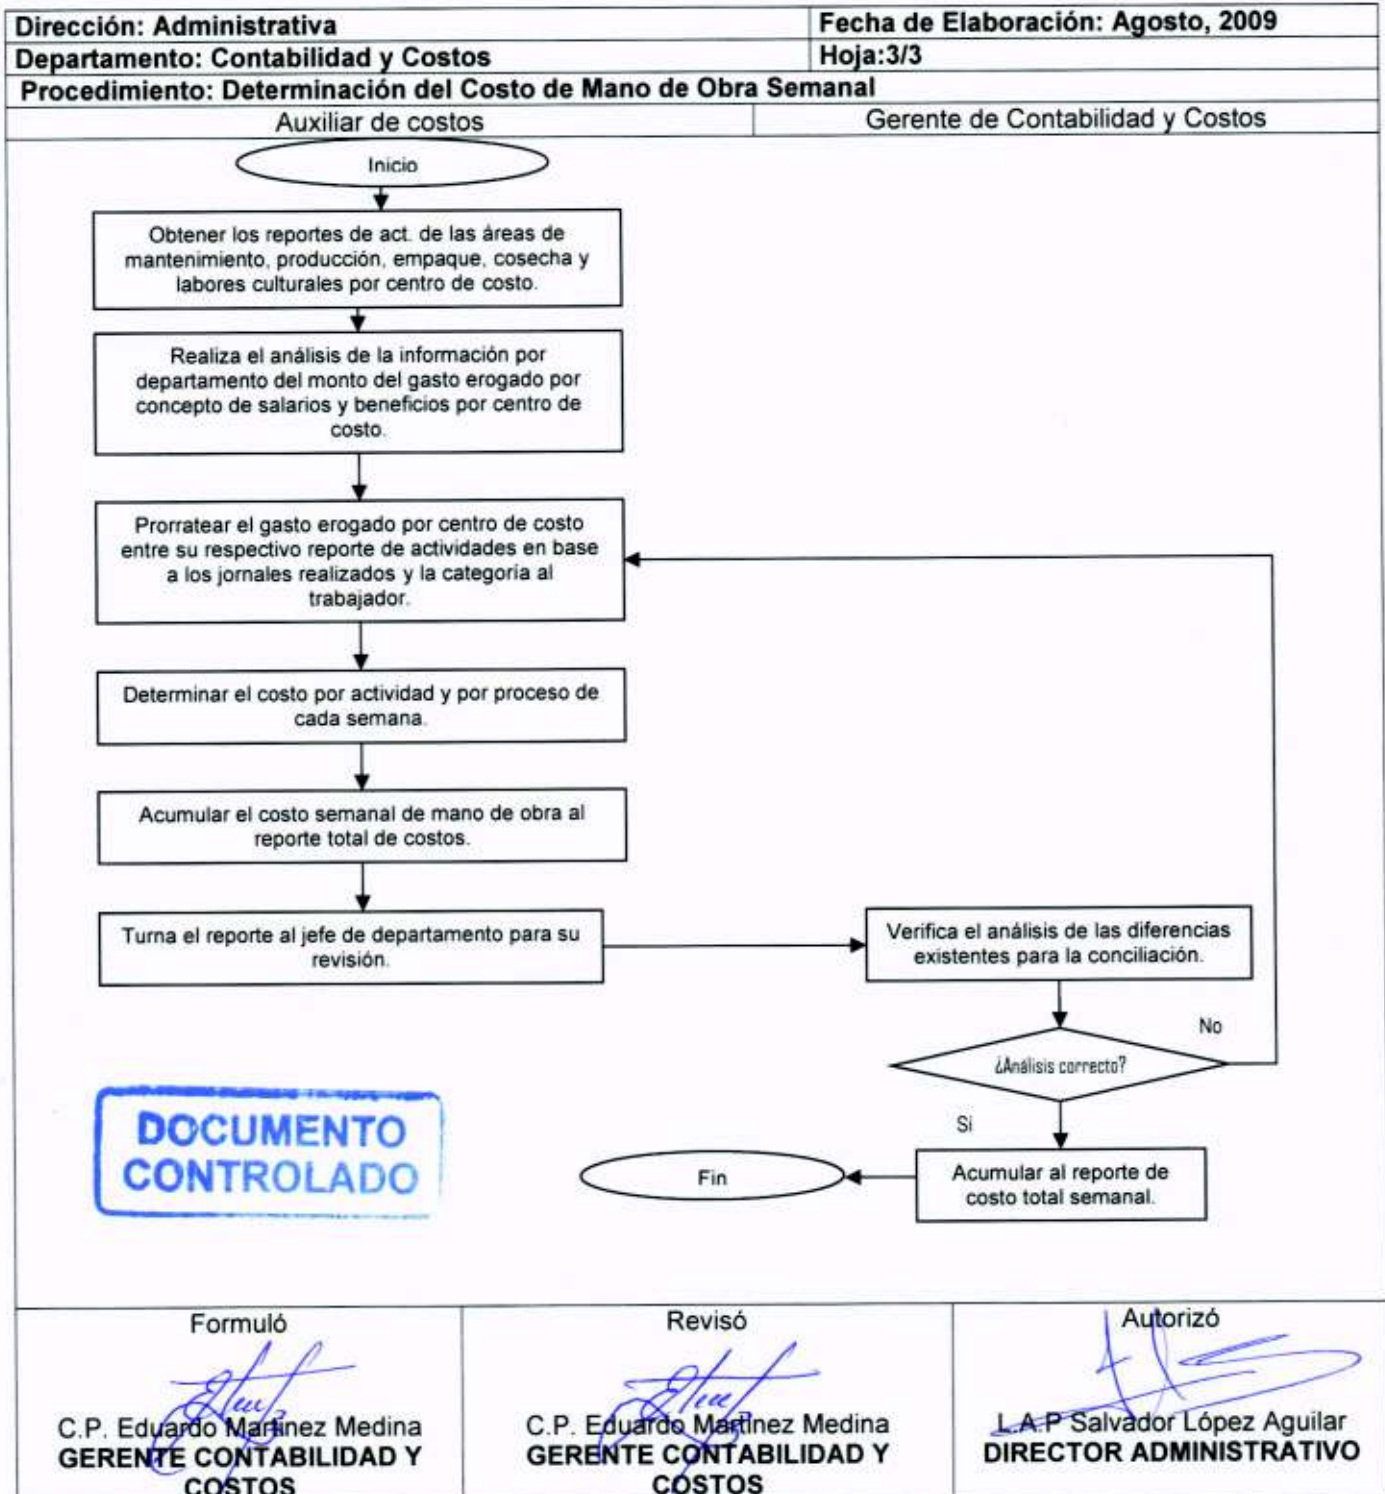 Dirección: Administrativa
Fecha de Elaboración: Agosto, 2009
Departamento: Contabilidad y Costos
Hoja:3/3
Procedimiento: Determinación del Costo de Mano de Obra Semanal
Auxiliar de costos
Gerente de Contabilidad y Costos
Inicio
Obtener los reportes de act. de las áreas de
mantenimiento, producción, empaque, cosecha y
labores culturales por centro de costo.
Realiza el análisis de la información por
departamento del monto del gasto erogado por
concepto de salarios y beneficios por centro de
costo.
Prorratear el gasto erogado por centro de costo
entre su respectivo reporte de actividades en base
a los jornales realizados y la categoría al
trabajador.
Determinar el costo por actividad y por proceso de
cada semana.
Acumular el costo semanal de mano de obra al
reporte total de costos.
Turna el reporte al jefe de departamento para su
revisión.
Verifica el análisis de las diferencias
existentes para la conciliación.
No
¿Análisis correcto?
Si
Acumular al reporte de
costo total semanal.
Fin
DOCUMENTO
CONTROLADO
Formuló
C.P. Eduardo Martínez Medina
GERENTE CONTABILIDAD Y
COSTOS
Revisó
C.P. Eduardo Martínez Medina
GERENTE CONTABILIDAD Y
COSTOS
Autorizó
L.A.P Salvador López Aguilar
DIRECTOR ADMINISTRATIVO